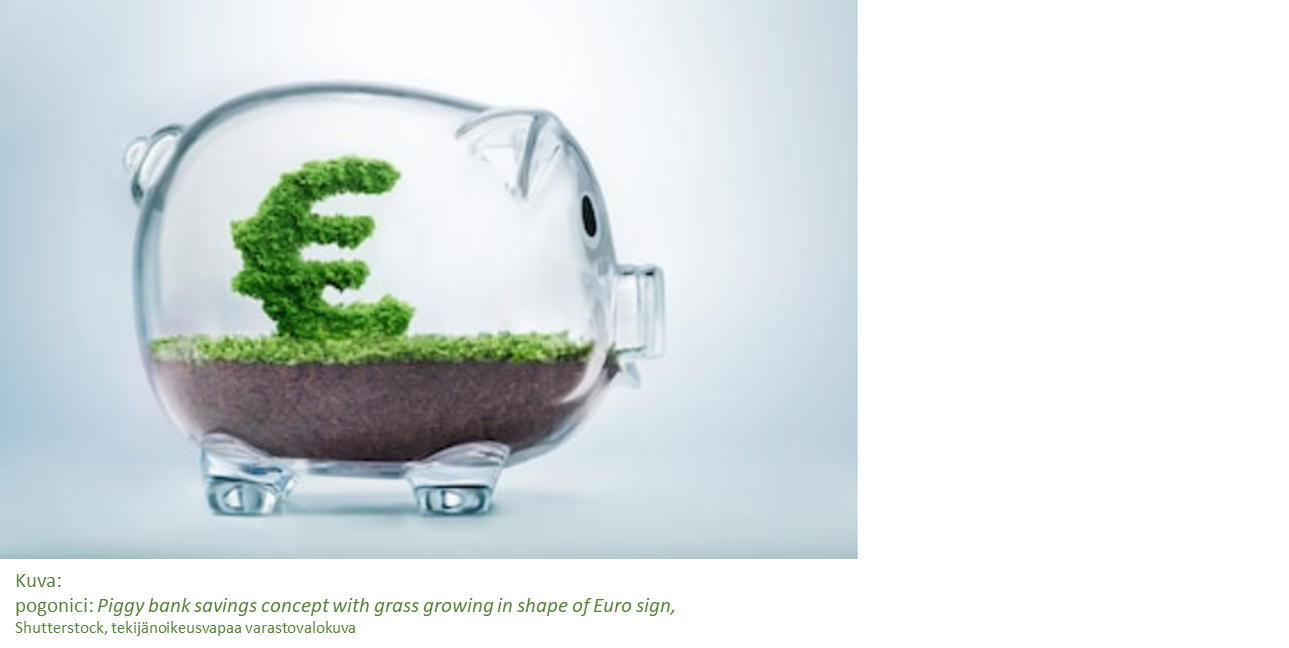 Kuva:
pogonici: Piggy bank savings concept with grass growing in shape of Euro sign,
Shutterstock, tekijänoikeusvapaa varastovalokuva